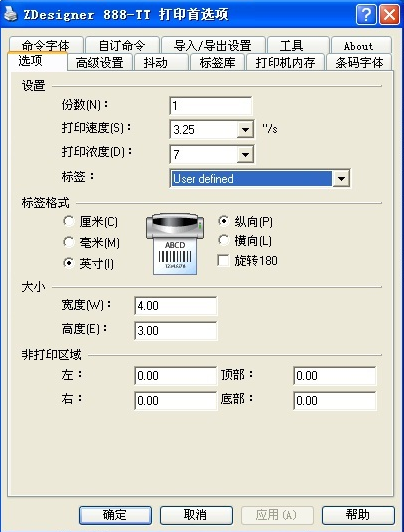 ZDesigner 888-TT 打印首选项
命令字体 自订命令 导入/导出设置 工具 About
选项 高级设置 抖动 标签库 打印机内存 条码字体
设置
份数(N): 1
打印速度(S): 3.25 "/s
打印浓度(D): 7
标签: User defined
标签格式
厘米(C) 纵向(P)
毫米(M) 横向(L)
英寸(I) 旋转180
ABCD
12345678
大小
宽度(W): 4.00
高度(E): 3.00
非打印区域
左: 0.00 顶部: 0.00
右: 0.00 底部: 0.00
确定 取消 应用(A) 帮助